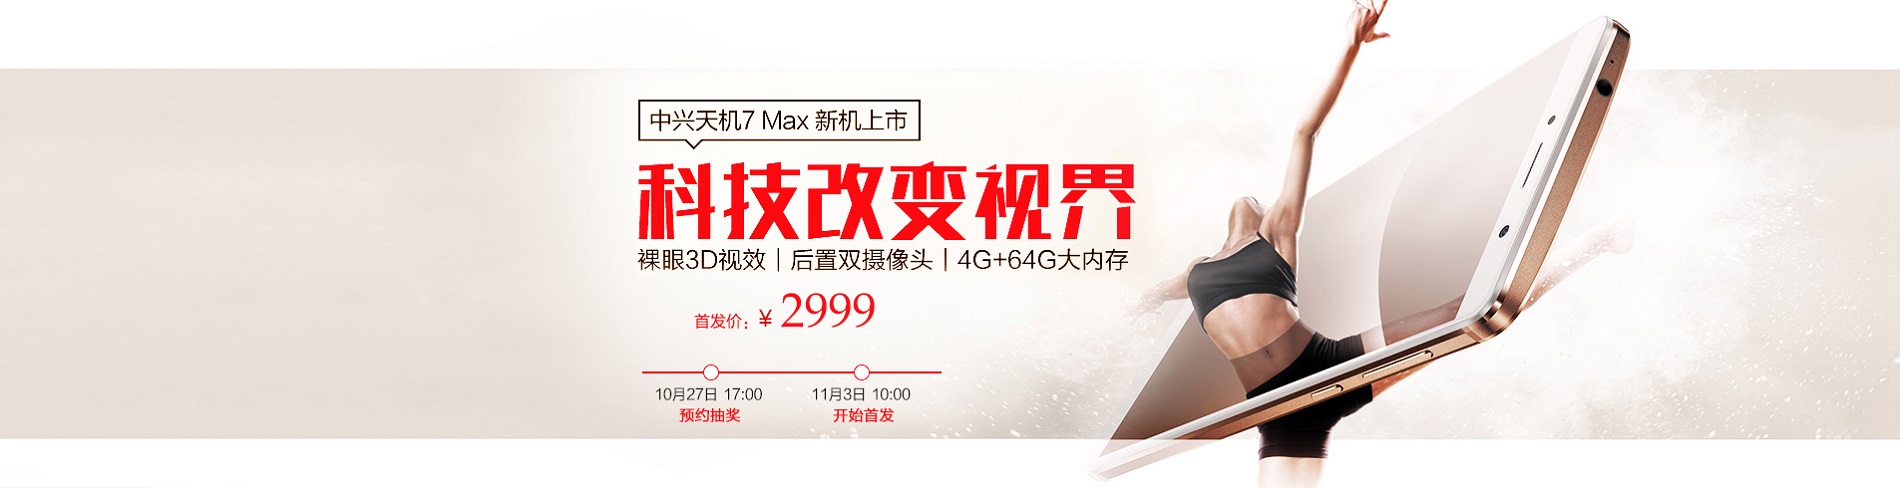 中兴天机7 Max 新机上市
科技改变视界
裸眼3D视效｜后置双摄像头｜4G+64G大内存
首发价：¥ 2999
10月27日 17:00 11月3日 10:00
预约抽奖 开始首发